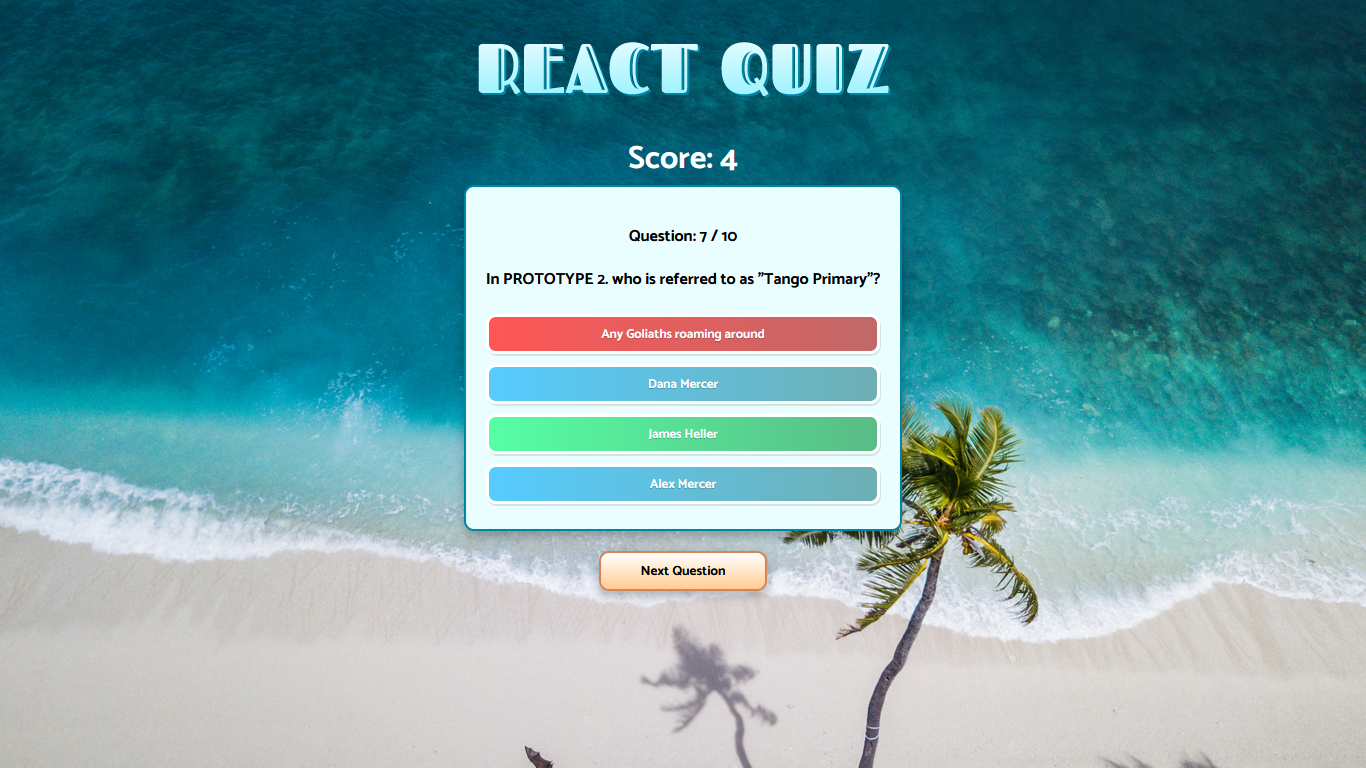 REACT QUIZ
Score: 4
Question: 7 / 10
In PROTOTYPE 2. who is referred to as "Tango Primary"?
Any Goliaths roaming around
Dana Mercer
James Heller
Alex Mercer
Next Question